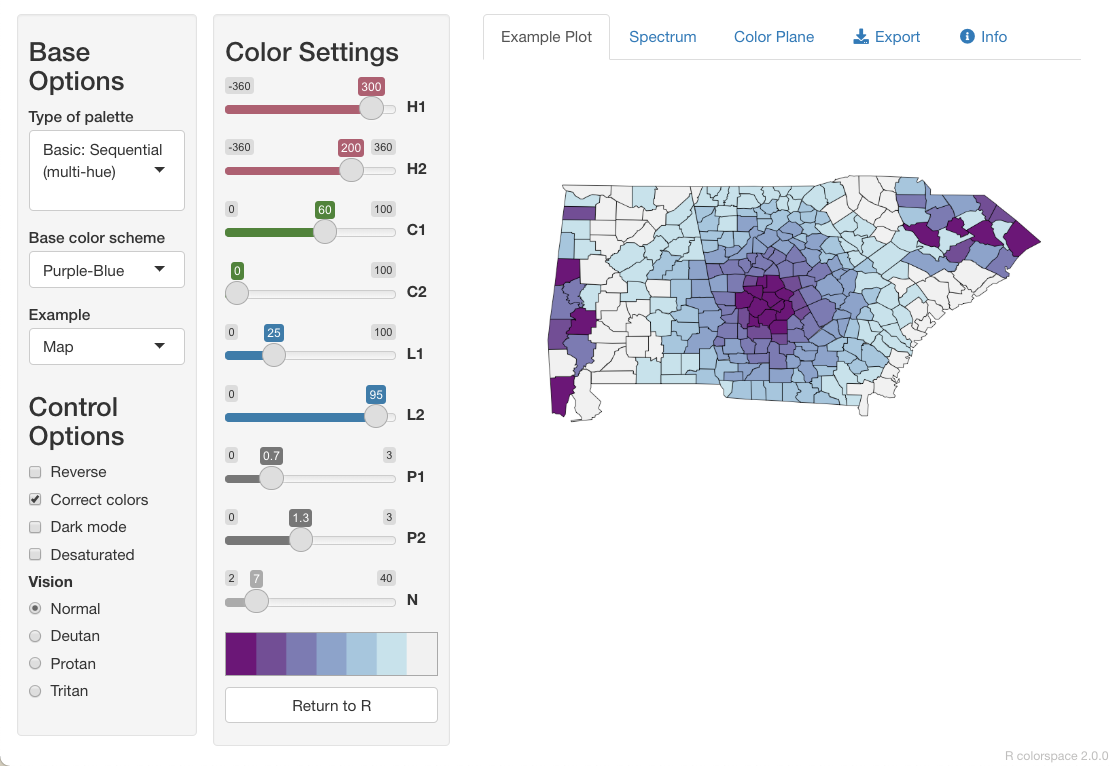 Base
Options
Type of palette
Basic: Sequential
(multi-hue)
Base color scheme
Purple-Blue
Example
Map
Control
Options
Reverse
Correct colors
Dark mode
Desaturated
Vision
Normal
Deutan
Protan
Tritan
Color Settings
-360 300
H1
-360 200 360
H2
0 60 100
C1
0 100
C2
0 25 100
L1
0 95
L2
0 0.7 3
P1
0 1.3 3
P2
2 7 40
N
Return to R
Example Plot Spectrum Color Plane Export Info
R colorspace 2.0.0